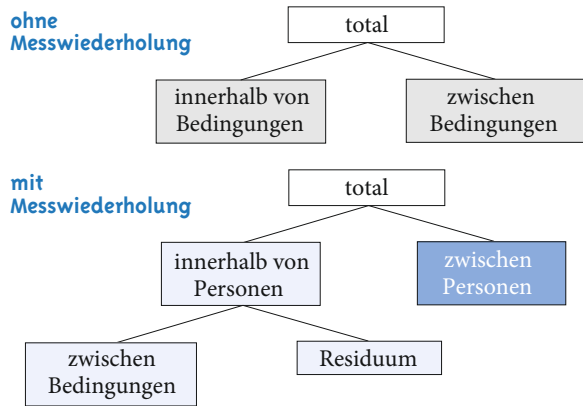 ohne
Messwiederholung
total
innerhalb von
Bedingungen
zwischen
Bedingungen
mit
Messwiederholung
total
innerhalb von
Personen
zwischen
Personen
zwischen
Bedingungen
Residuum